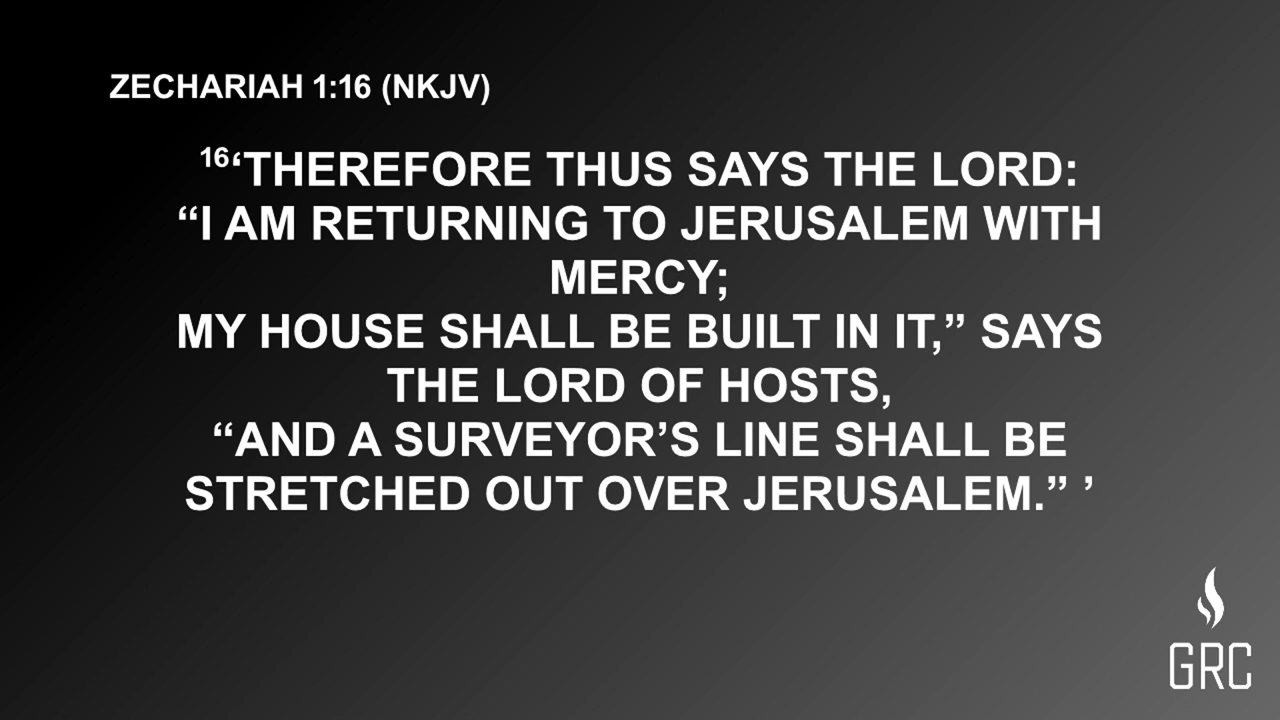 ZECHARIAH 1:16 (NKJV)
16‘THEREFORE THUS SAYS THE LORD:
“I AM RETURNING TO JERUSALEM WITH
MERCY;
MY HOUSE SHALL BE BUILT IN IT,” SAYS
THE LORD OF HOSTS,
“AND A SURVEYOR’S LINE SHALL BE
STRETCHED OUT OVER JERUSALEM.” ’
GRC